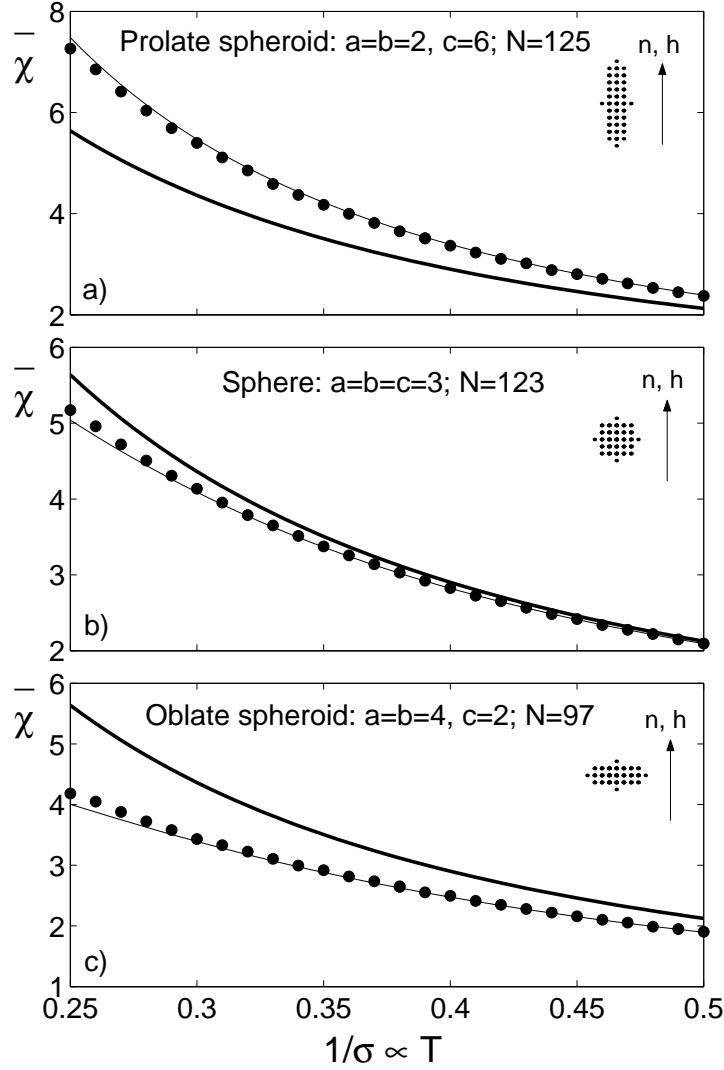 8
Prolate spheroid: a=b=2, c=6; N=125
n, h
χ̄
6
4
a)
2
6
Sphere: a=b=c=3; N=123
n, h
χ̄
5
4
3
b)
2
6
Oblate spheroid: a=b=4, c=2; N=97
n, h
χ̄
5
4
3
2
c)
1
0.25 0.3 0.35 0.4 0.45 0.5
1/σ ∝ T